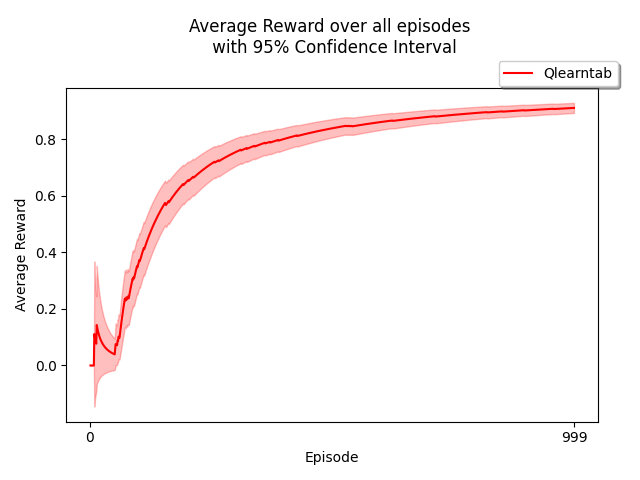 Average Reward over all episodes
with 95% Confidence Interval
Qlearntab
0.8
0.6
0.4
0.2
0.0
Average Reward
0
999
Episode